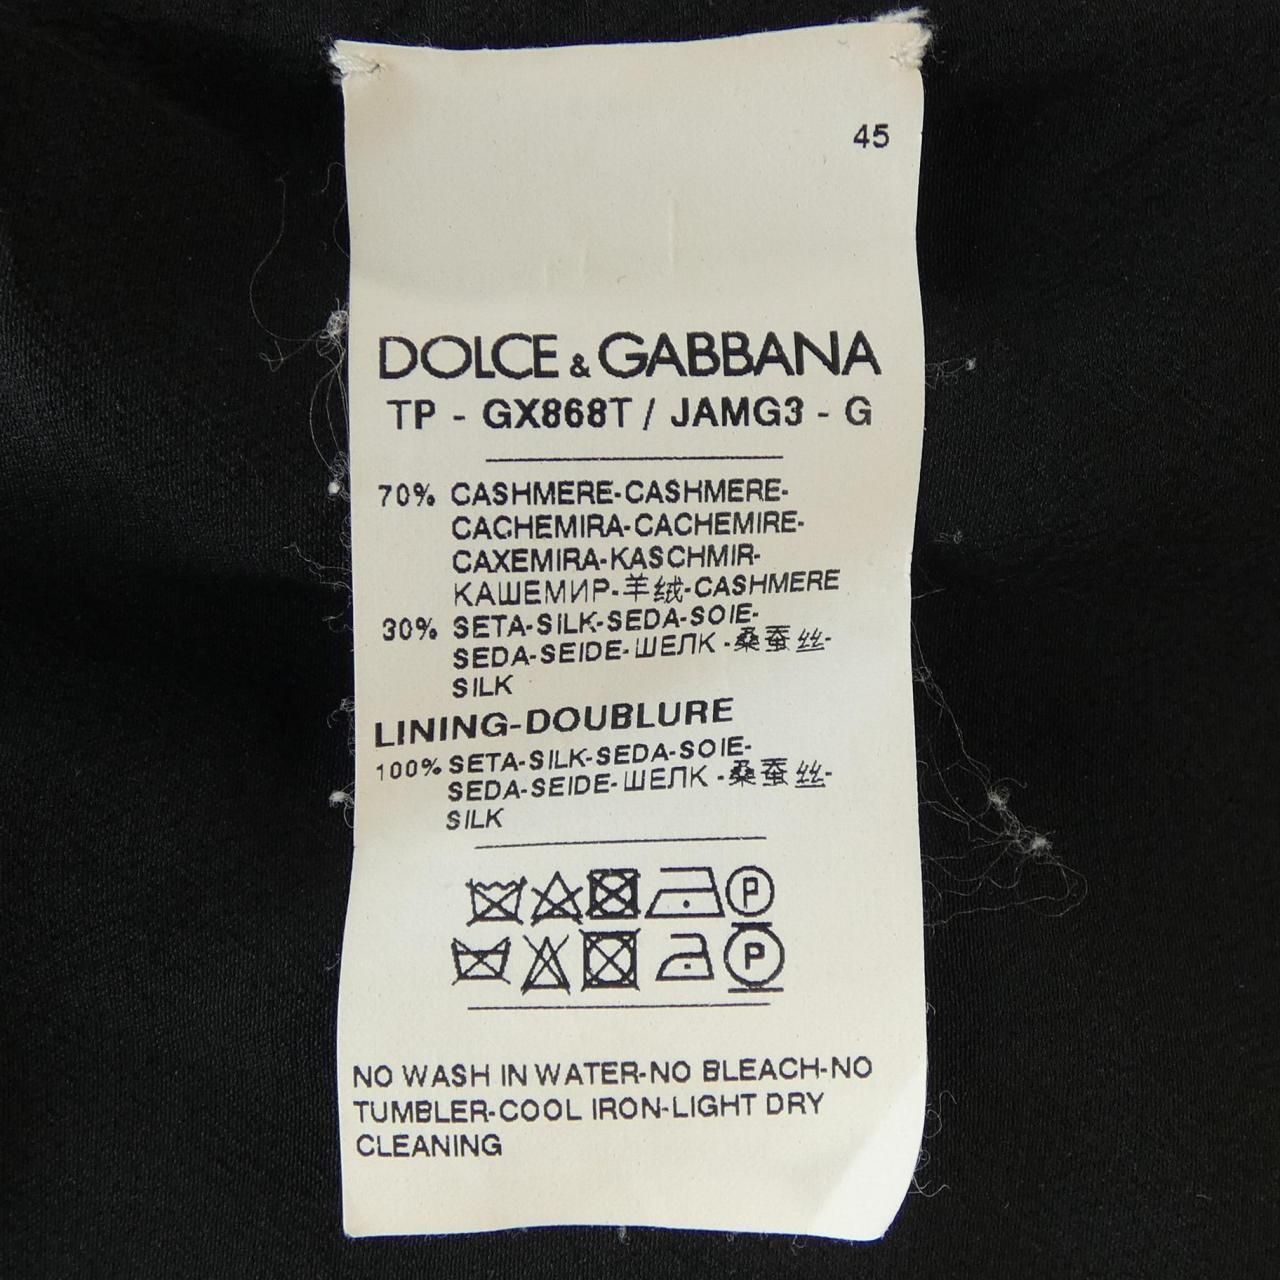 45
DOLCE & GABBANA
TP - GX868T / JAMG3 - G
70% CASHMERE-CASHMERE-
CACHEMIRA-CACHEMIRE-
CAXEMIRA-KASCHMIR-
КАШЕМИР-羊绒-CASHMERE
30% SETA-SILK-SEDA-SOIE-
SEDA-SEIDE-ШЕЛК-桑蚕丝-
SILK
LINING-DOUBLURE
100% SETA-SILK-SEDA-SOIE-
SEDA-SEIDE-ШЕЛК-桑蚕丝-
SILK
P
P
NO WASH IN WATER-NO BLEACH-NO
TUMBLER-COOL IRON-LIGHT DRY
CLEANING